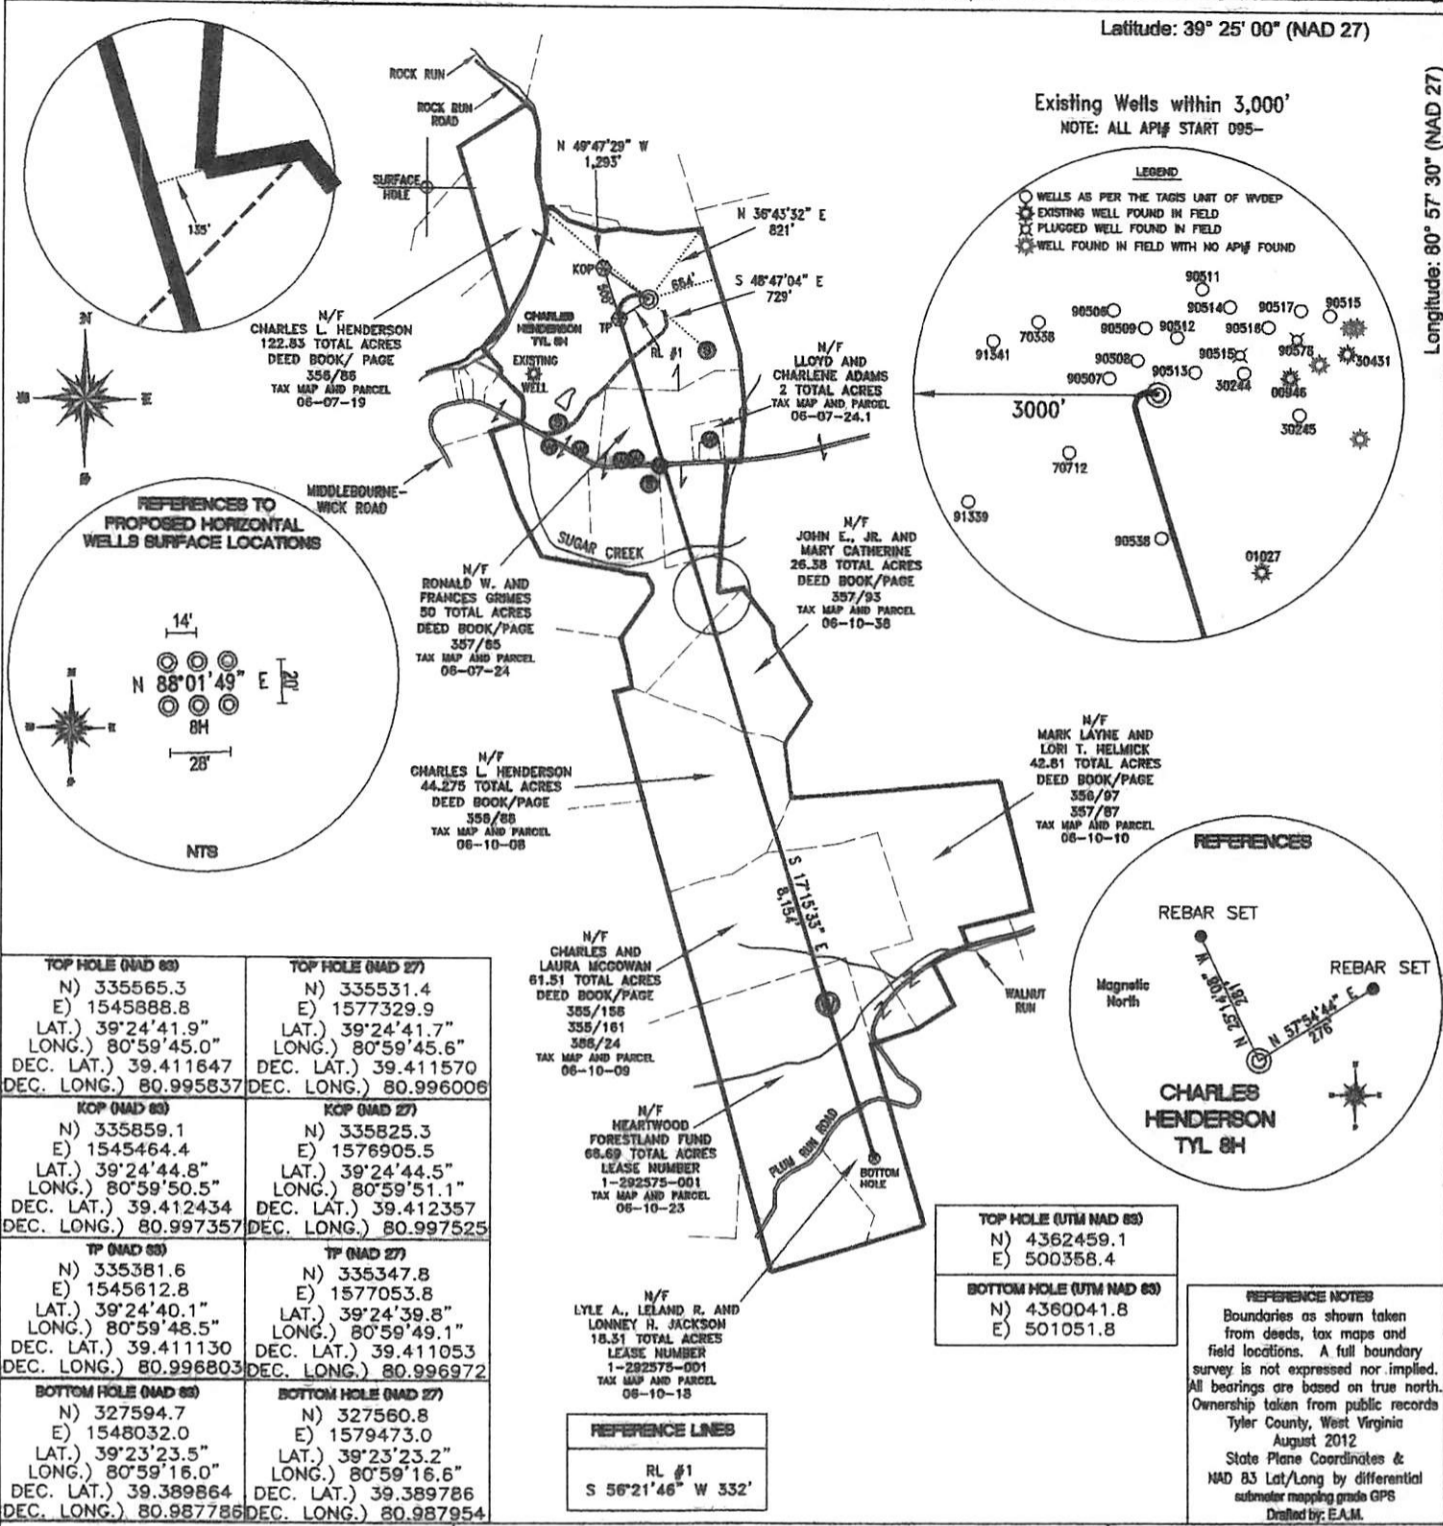 Latitude: 39° 25' 00" (NAD 27)
Longitude: 80° 57' 30" (NAD 27)
135'
ROCK RUN
ROCK RUN
ROAD
SURFACE
HOLE
N 49°47'29" W
1,293'
N 36°43'32" E
821'
S 48°47'04" E
729'
664'
KOP
500'
TP
RL #1
CHARLES
HENDERSON
TYL 8H
EXISTING
WELL
N/F
CHARLES L. HENDERSON
122.83 TOTAL ACRES
DEED BOOK/ PAGE
356/86
TAX MAP AND PARCEL
06-07-19
N/F
LLOYD AND
CHARLENE ADAMS
2 TOTAL ACRES
TAX MAP AND PARCEL
06-07-24.1
Existing Wells within 3,000'
NOTE: ALL API# START 095-
LEGEND
WELLS AS PER THE TAGIS UNIT OF WVDEP
EXISTING WELL FOUND IN FIELD
PLUGGED WELL FOUND IN FIELD
WELL FOUND IN FIELD WITH NO API# FOUND
90511
90506
90514
90517
90515
70338
90509
90512
90516
91341
90508
90515
90578
30431
90507
90513
30244
00946
3000'
30245
70712
91339
90538
01027
N
W
E
S
MIDDLEBOURNE-
WICK ROAD
SUGAR CREEK
REFERENCES TO
PROPOSED HORIZONTAL
WELLS SURFACE LOCATIONS
14'
N 88°01'49" E
20'
8H
28'
NTS
N/F
RONALD W. AND
FRANCES GRIMES
50 TOTAL ACRES
DEED BOOK/PAGE
357/85
TAX MAP AND PARCEL
06-07-24
N/F
JOHN E., JR. AND
MARY CATHERINE
26.38 TOTAL ACRES
DEED BOOK/PAGE
357/93
TAX MAP AND PARCEL
06-10-38
N/F
CHARLES L. HENDERSON
44.275 TOTAL ACRES
DEED BOOK/PAGE
356/88
TAX MAP AND PARCEL
06-10-08
N/F
MARK LAYNE AND
LORI T. HELMICK
42.81 TOTAL ACRES
DEED BOOK/PAGE
356/97
357/87
TAX MAP AND PARCEL
06-10-10
S 17°15'33" E
8,154'
N/F
CHARLES AND
LAURA MCGOWAN
61.51 TOTAL ACRES
DEED BOOK/PAGE
355/158
355/161
388/24
TAX MAP AND PARCEL
06-10-09
WALNUT
RUN
REFERENCES
REBAR SET
REBAR SET
Magnetic
North
N 25°14'08" W
261'
N 57°54'44" E
276'
CHARLES
HENDERSON
TYL 8H
N/F
HEARTWOOD
FORESTLAND FUND
68.69 TOTAL ACRES
LEASE NUMBER
1-292575-001
TAX MAP AND PARCEL
06-10-23
PLUM RUN ROAD
BOTTOM
HOLE
N/F
LYLE A., LELAND R. AND
LONNEY H. JACKSON
18.31 TOTAL ACRES
LEASE NUMBER
1-292575-001
TAX MAP AND PARCEL
06-10-18
TOP HOLE (NAD 83)
N) 335565.3
E) 1545888.8
LAT.) 39°24'41.9"
LONG.) 80°59'45.0"
DEC. LAT.) 39.411647
DEC. LONG.) 80.995837
TOP HOLE (NAD 27)
N) 335531.4
E) 1577329.9
LAT.) 39°24'41.7"
LONG.) 80°59'45.6"
DEC. LAT.) 39.411570
DEC. LONG.) 80.996006
KOP (NAD 83)
N) 335859.1
E) 1545464.4
LAT.) 39°24'44.8"
LONG.) 80°59'50.5"
DEC. LAT.) 39.412434
DEC. LONG.) 80.997357
KOP (NAD 27)
N) 335825.3
E) 1576905.5
LAT.) 39°24'44.5"
LONG.) 80°59'51.1"
DEC. LAT.) 39.412357
DEC. LONG.) 80.997525
TP (NAD 83)
N) 335381.6
E) 1545612.8
LAT.) 39°24'40.1"
LONG.) 80°59'48.5"
DEC. LAT.) 39.411130
DEC. LONG.) 80.996803
TP (NAD 27)
N) 335347.8
E) 1577053.8
LAT.) 39°24'39.8"
LONG.) 80°59'49.1"
DEC. LAT.) 39.411053
DEC. LONG.) 80.996972
BOTTOM HOLE (NAD 83)
N) 327594.7
E) 1548032.0
LAT.) 39°23'23.5"
LONG.) 80°59'16.0"
DEC. LAT.) 39.389864
DEC. LONG.) 80.987786
BOTTOM HOLE (NAD 27)
N) 327560.8
E) 1579473.0
LAT.) 39°23'23.2"
LONG.) 80°59'16.6"
DEC. LAT.) 39.389786
DEC. LONG.) 80.987954
REFERENCE LINES
RL #1
S 56°21'46" W 332'
TOP HOLE (UTM NAD 83)
N) 4362459.1
E) 500358.4
BOTTOM HOLE (UTM NAD 83)
N) 4360041.8
E) 501051.8
REFERENCE NOTES
Boundaries as shown taken
from deeds, tax maps and
field locations. A full boundary
survey is not expressed nor implied.
All bearings are based on true north.
Ownership taken from public records
Tyler County, West Virginia
August 2012
State Plane Coordinates &
NAD 83 Lat/Long by differential
submeter mapping grade GPS
Drafted by: E.A.M.